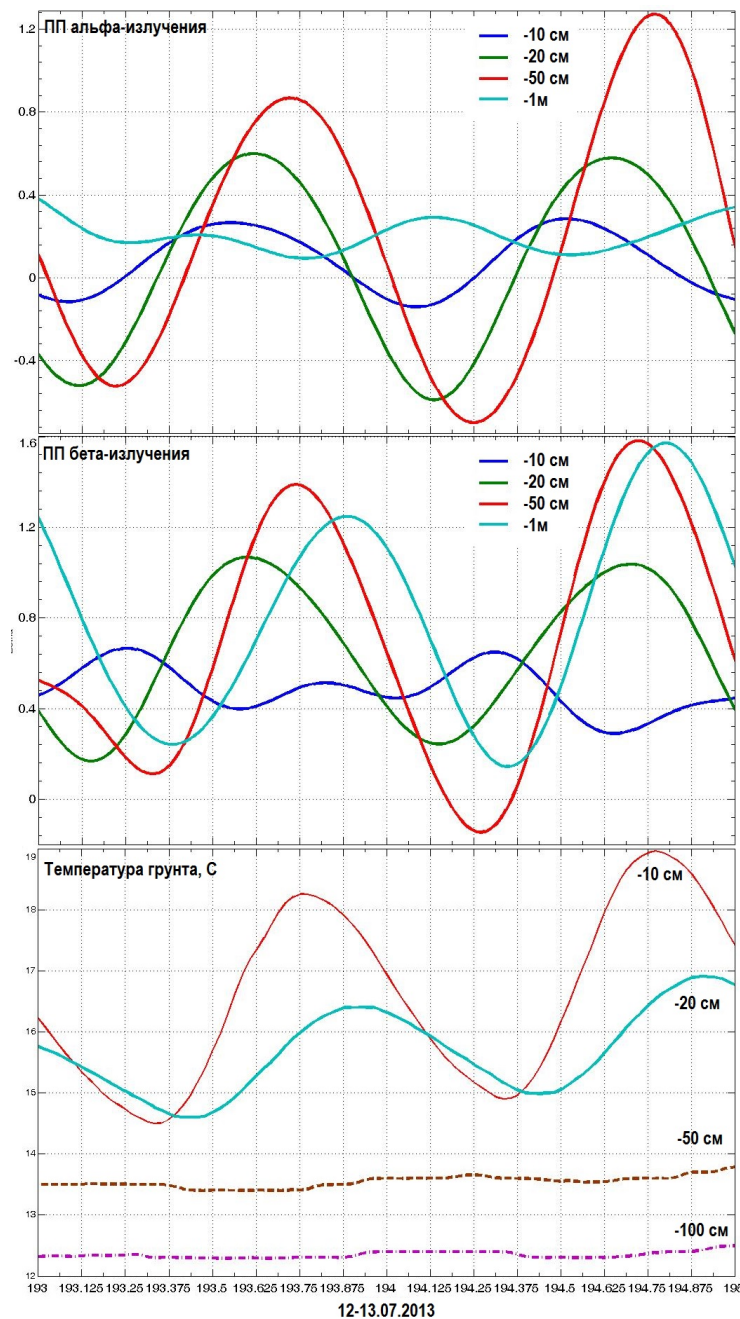 ПП альфа-излучения
-10 см
-20 см
-50 см
-1м
1.2
0.8
0.4
0
-0.4
ПП бета-излучения
-10 см
-20 см
-50 см
-1м
1.6
1.2
0.8
0.4
0
Температура грунта, С
-10 см
-20 см
-50 см
-100 см
19
18
17
16
15
14
13
12
193 193.125 193.25 193.375 193.5 193.625 193.75 193.875 194 194.125 194.25 194.375 194.5 194.625 194.75 194.875 195
12-13.07.2013